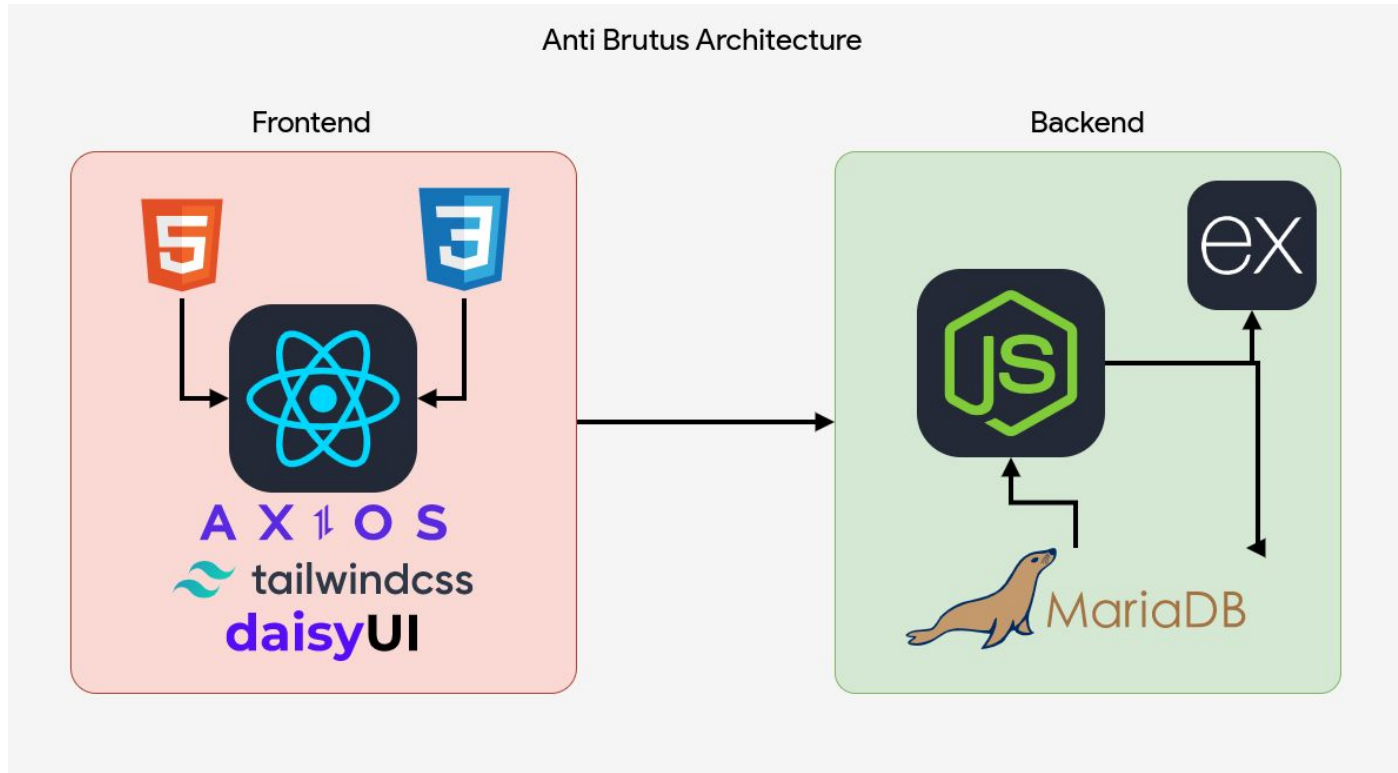 Anti Brutus Architecture
Frontend
Backend
5
3
ex
JS
AXIOS
tailwindcss
daisyUI
MariaDB